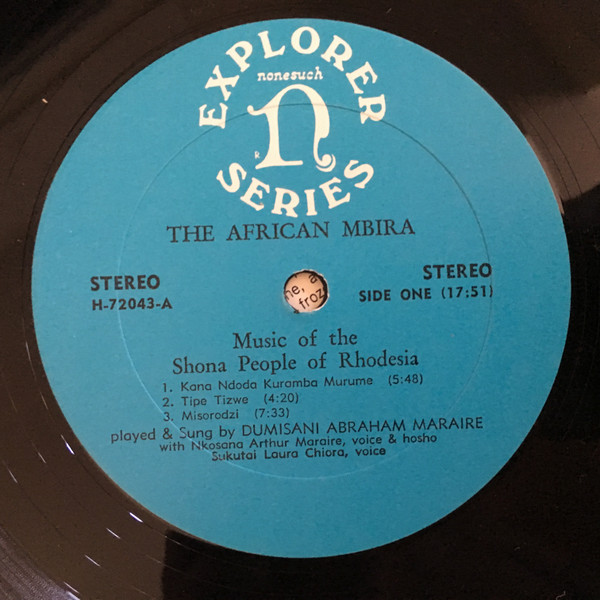 EXPLORER
nonesuch
n
R
SERIES
THE AFRICAN MBIRA
STEREO
H-72043-A
STEREO
SIDE ONE (17:51)
ne, a
froz
Music of the
Shona People of Rhodesia
1. Kana Ndoda Kuramba Murume (5:48)
2. Tipe Tizwe (4:20)
3. Misorodzi (7:33)
played & Sung by DUMISANI ABRAHAM MARAIRE
with Nkosana Arthur Maraire, voice & hosho
Sukutai Laura Chiora, voice